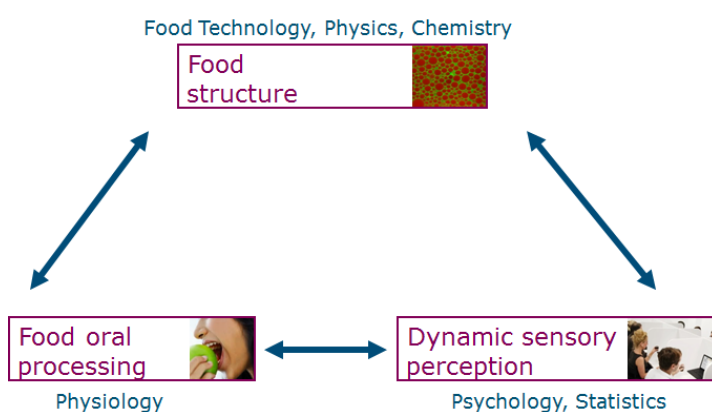 Food Technology, Physics, Chemistry
Food
structure
Food oral
processing
Physiology
Dynamic sensory
perception
Psychology, Statistics